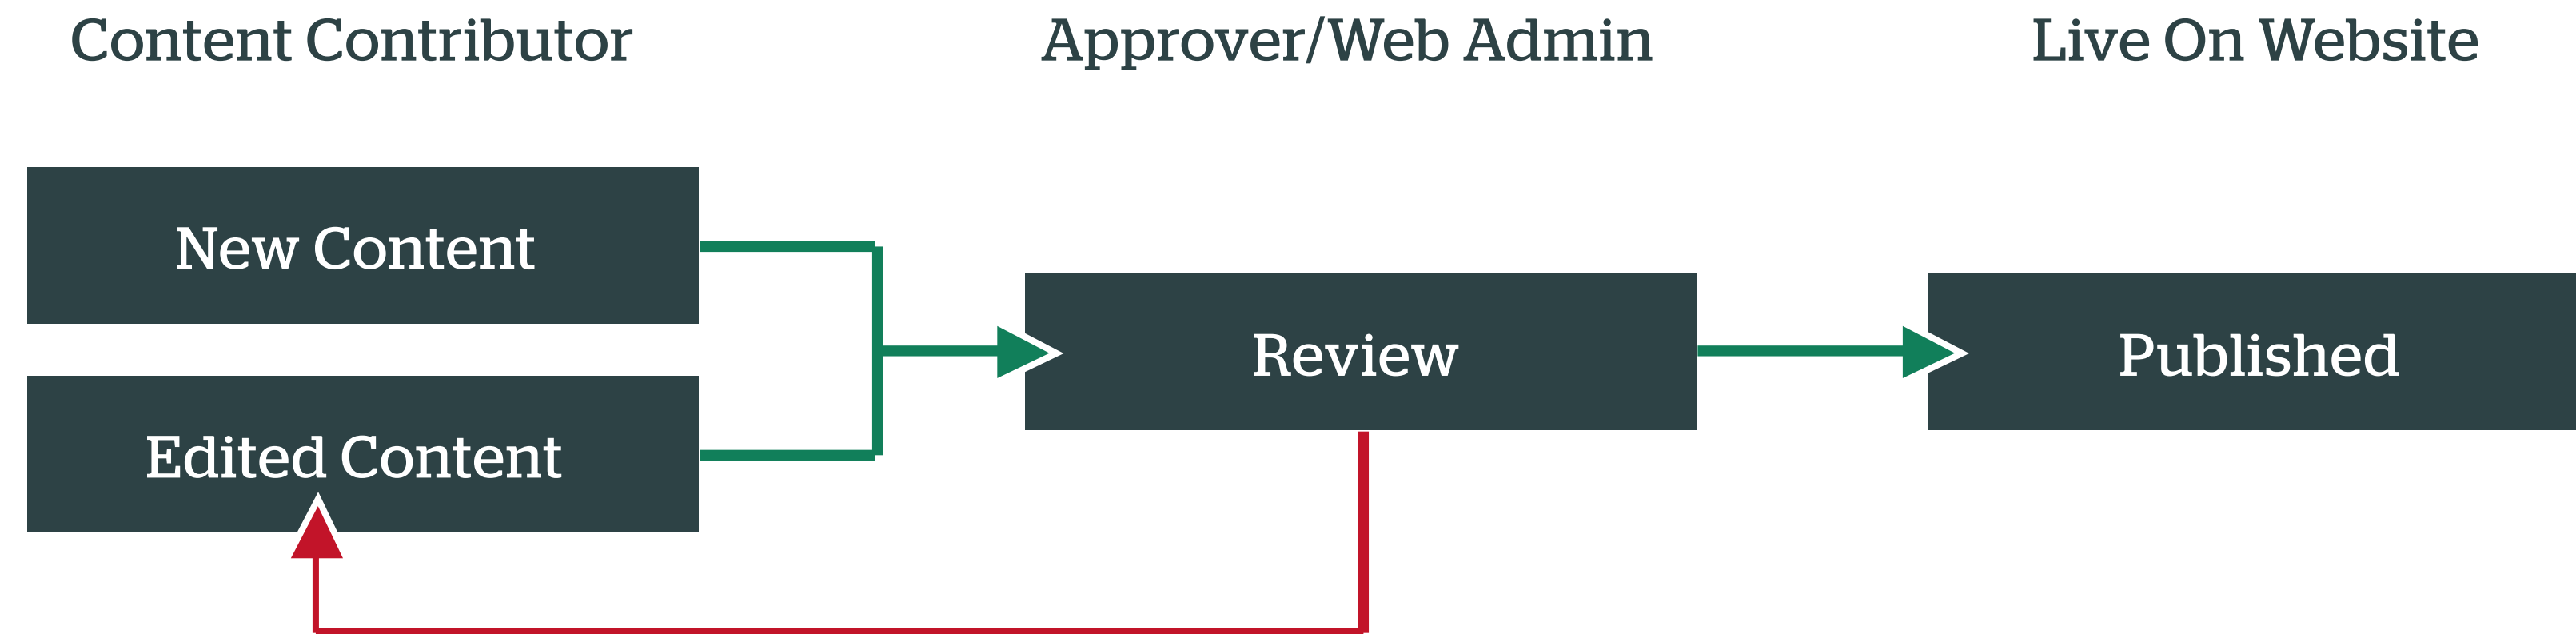 Content Contributor
Approver/Web Admin
Live On Website
New Content
Edited Content
Review
Published